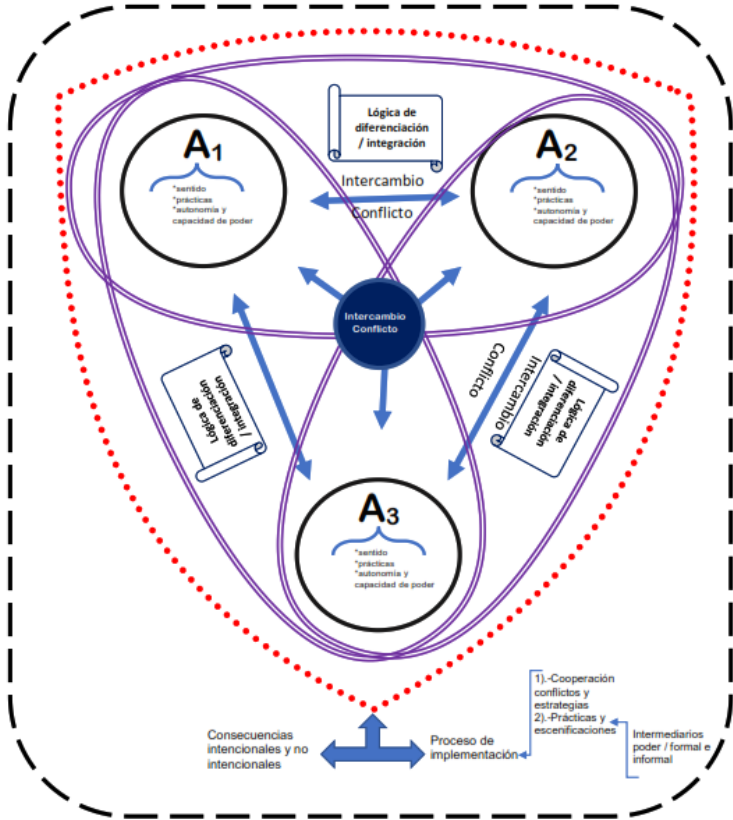 Lógica de
diferenciación
/ integración
A1
*sentido
*prácticas
*autonomía y
capacidad de poder
A2
*sentido
*prácticas
*autonomía y
capacidad de poder
Intercambio
Conflicto
Intercambio
Conflicto
Lógica de
diferenciación
/ integración
Conflicto
Intercambio
Lógica de
diferenciación
/ integración
A3
*sentido
*prácticas
*autonomía y
capacidad de poder
Consecuencias
intencionales y no
intencionales
Proceso de
implementación
1).-Cooperación
conflictos y
estrategias
2).-Prácticas y
escenificaciones
Intermediarios
poder / formal e
informal